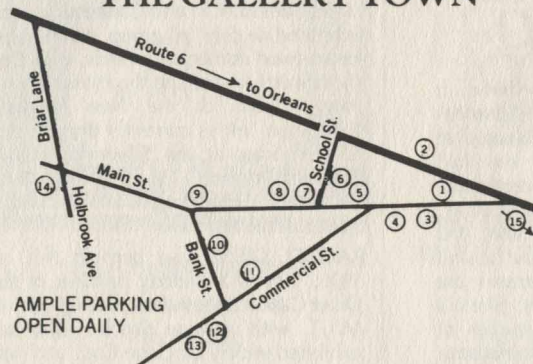 THE GALLERY TOWN
Route 6
to Orleans
Briar Lane
School St.
2
Main St.
14
Holbrook Ave.
9
8
7
6
5
1
4
3
15
10
Bank St.
11
Commercial St.
AMPLE PARKING
OPEN DAILY
13
12